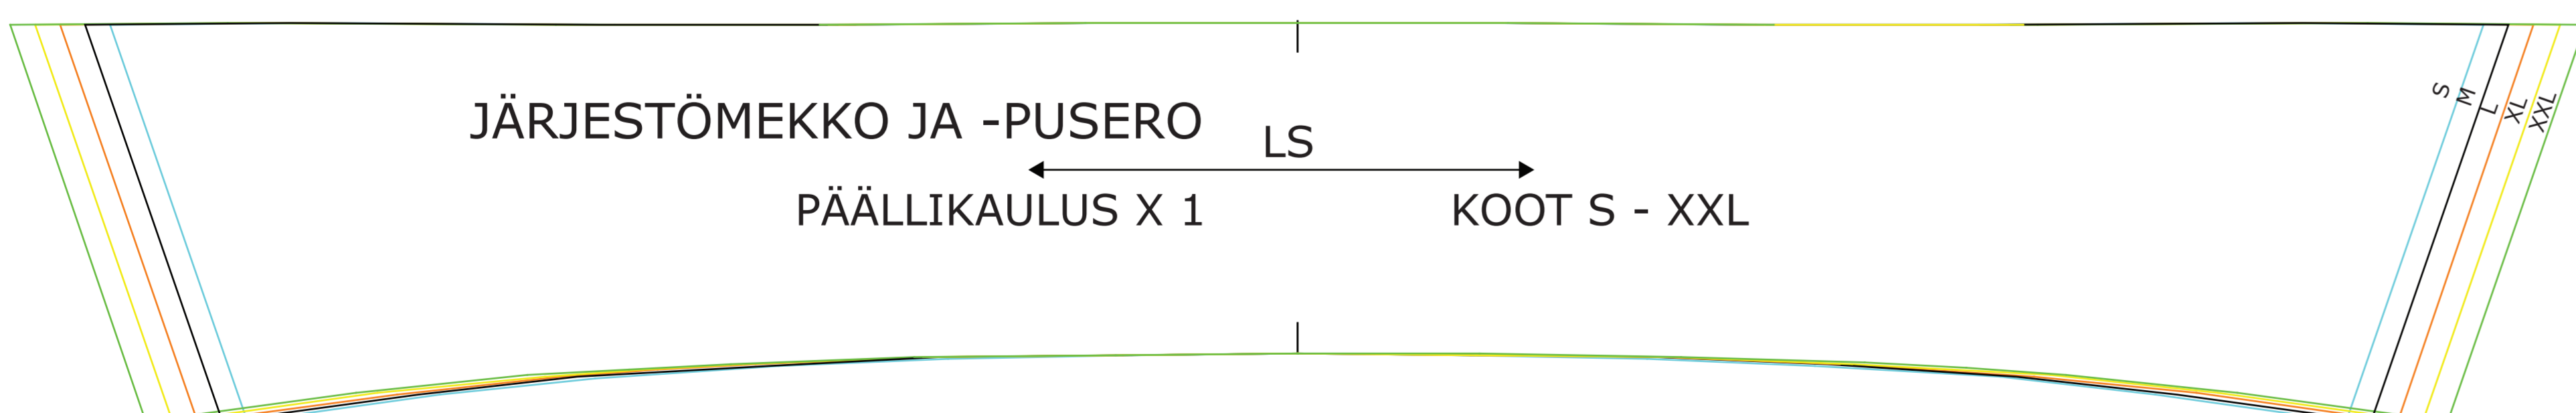 JÄRJESTÖMEKKO JA -PUSERO
LS
PÄÄLLIKAULUS X 1
KOOT S - XXL
S
M
L
XL
XXL